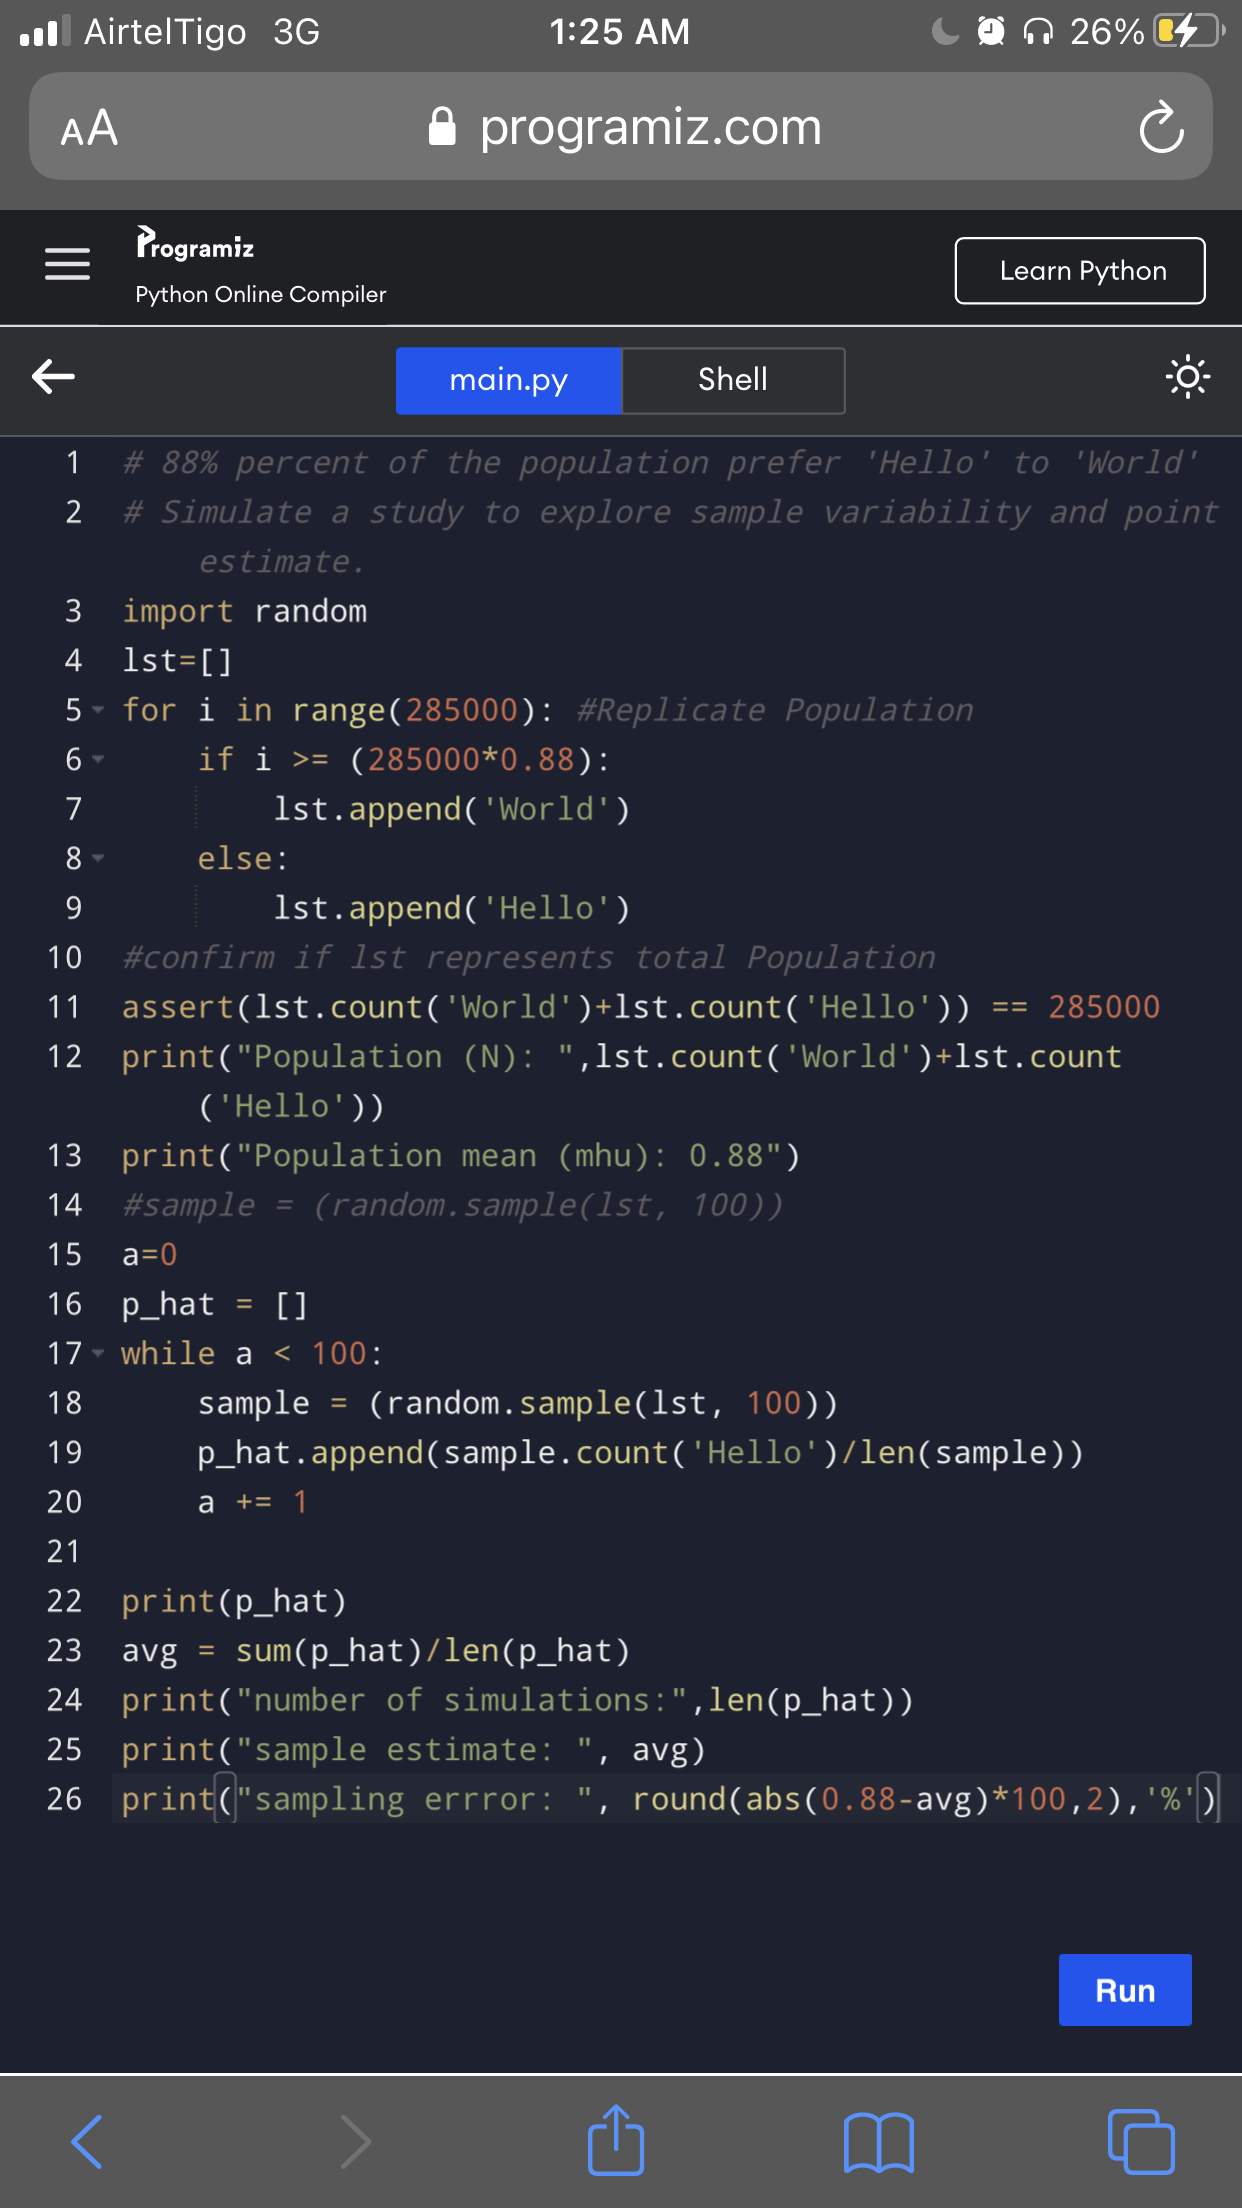 AirtelTigo 3G 1:25 AM 26%
AA programiz.com
Programiz
Python Online Compiler
Learn Python
main.py Shell
1 # 88% percent of the population prefer 'Hello' to 'World'
2 # Simulate a study to explore sample variability and point
estimate.
3 import random
4 lst=[]
5 for i in range(285000): #Replicate Population
6 if i >= (285000*0.88):
7 lst.append('World')
8 else:
9 lst.append('Hello')
10 #confirm if lst represents total Population
11 assert(lst.count('World')+lst.count('Hello')) == 285000
12 print("Population (N): ",lst.count('World')+lst.count
('Hello'))
13 print("Population mean (mhu): 0.88")
14 #sample = (random.sample(lst, 100))
15 a=0
16 p_hat = []
17 while a < 100:
18 sample = (random.sample(lst, 100))
19 p_hat.append(sample.count('Hello')/len(sample))
20 a += 1
21
22 print(p_hat)
23 avg = sum(p_hat)/len(p_hat)
24 print("number of simulations:",len(p_hat))
25 print("sample estimate: ", avg)
26 print("sampling errror: ", round(abs(0.88-avg)*100,2),'%')
Run